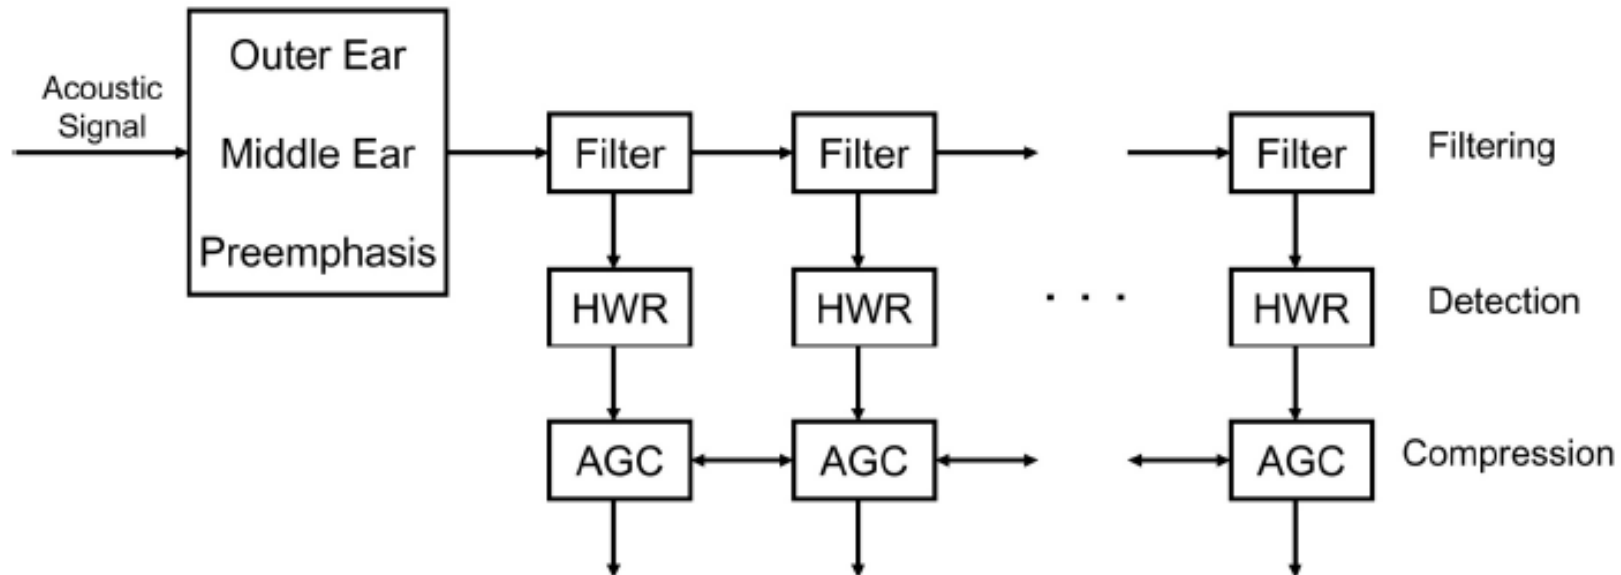 Acoustic
Signal
Outer Ear
Middle Ear
Preemphasis
Filter
Filter
Filter
Filtering
HWR
HWR
. . .
HWR
Detection
AGC
AGC
AGC
Compression